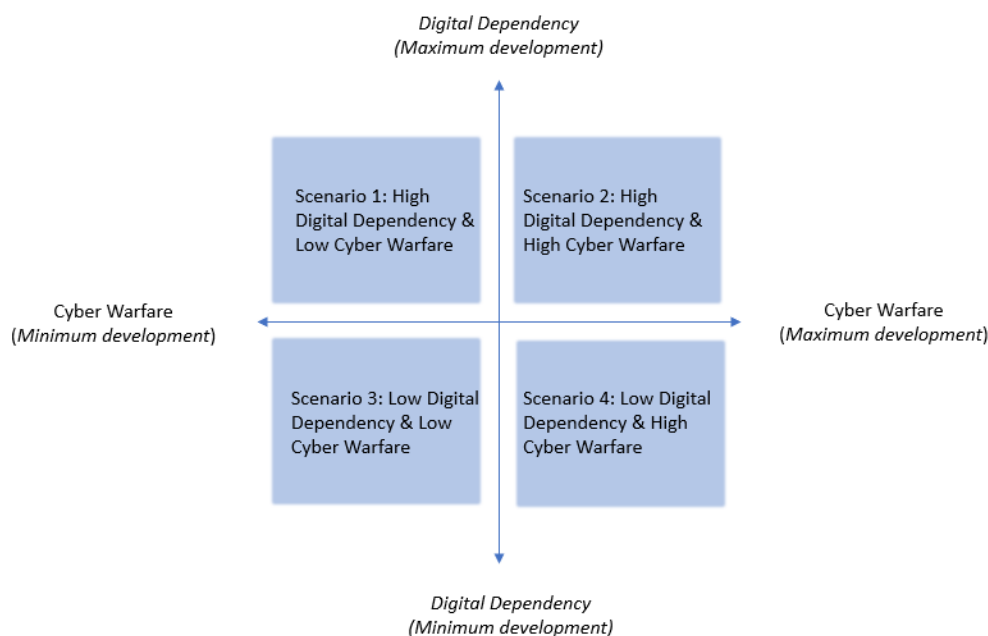 Digital Dependency
(Maximum development)
Scenario 1: High
Digital Dependency &
Low Cyber Warfare
Scenario 2: High
Digital Dependency &
High Cyber Warfare
Cyber Warfare
(Minimum development)
Cyber Warfare
(Maximum development)
Scenario 3: Low Digital
Dependency & Low
Cyber Warfare
Scenario 4: Low Digital
Dependency & High
Cyber Warfare
Digital Dependency
(Minimum development)